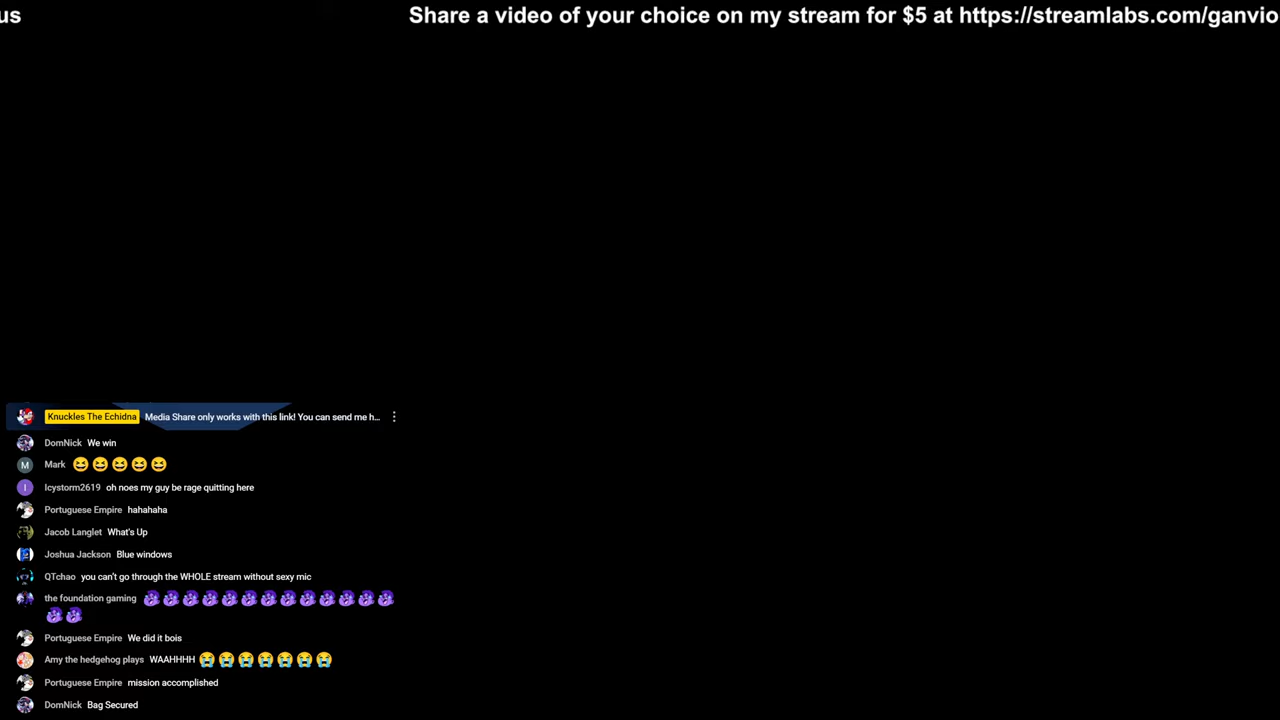 us
Share a video of your choice on my stream for $5 at https://streamlabs.com/ganvio
Knuckles The Echidna Media Share only works with this link! You can send me h...
DomNick We win
M Mark 😆😆😆😆😆
I Icystorm2619 oh noes my guy be rage quitting here
Portuguese Empire hahahaha
Jacob Langlet What's Up
Joshua Jackson Blue windows
QTchao you can't go through the WHOLE stream without sexy mic
the foundation gaming
Portuguese Empire We did it bois
Amy the hedgehog plays WAAHHHH 😭😭😭😭😭😭😭
Portuguese Empire mission accomplished
DomNick Bag Secured